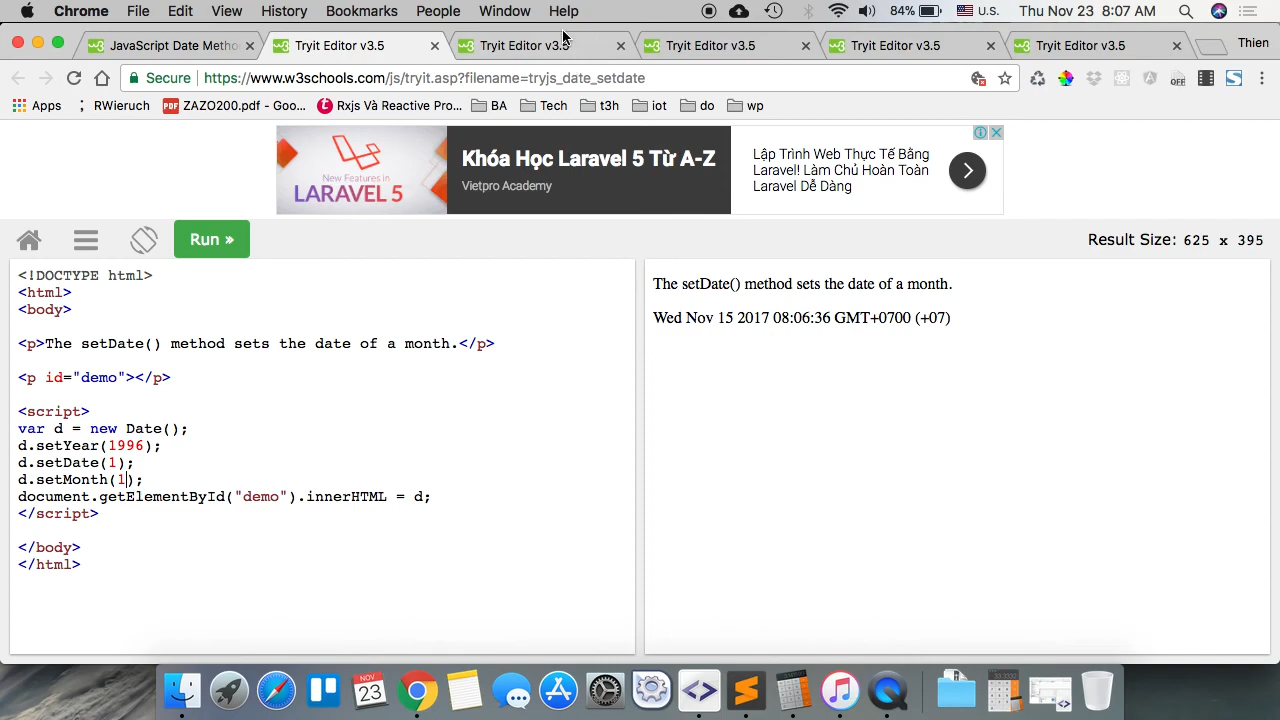 Chrome File Edit View History Bookmarks People Window Help 84% U.S. Thu Nov 23 8:07 AM
JavaScript Date Metho Tryit Editor v3.5 Tryit Editor v3.5 Tryit Editor v3.5 Tryit Editor v3.5 Tryit Editor v3.5 Thien
Secure https://www.w3schools.com/js/tryit.asp?filename=tryjs_date_setdate
Apps RWieruch ZAZO200.pdf - Goo... Rxjs Và Reactive Pro... BA Tech t3h iot do wp
New Features in
LARAVEL 5
Khóa Học Laravel 5 Từ A-Z
Vietpro Academy
Lập Trình Web Thực Tế Bằng
Laravel! Làm Chủ Hoàn Toàn
Laravel Dễ Dàng
Run »
Result Size: 625 x 395
<!DOCTYPE html>
<html>
<body>
<p>The setDate() method sets the date of a month.</p>
<p id="demo"></p>
<script>
var d = new Date();
d.setYear(1996);
d.setDate(1);
d.setMonth(1);
document.getElementById("demo").innerHTML = d;
</script>
</body>
</html>
The setDate() method sets the date of a month.
Wed Nov 15 2017 08:06:36 GMT+0700 (+07)
NOV
23